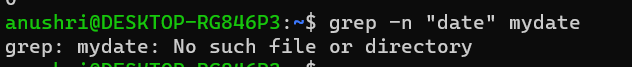 anushri@DESKTOP-RG846P3:~$ grep -n "date" mydate
grep: mydate: No such file or directory